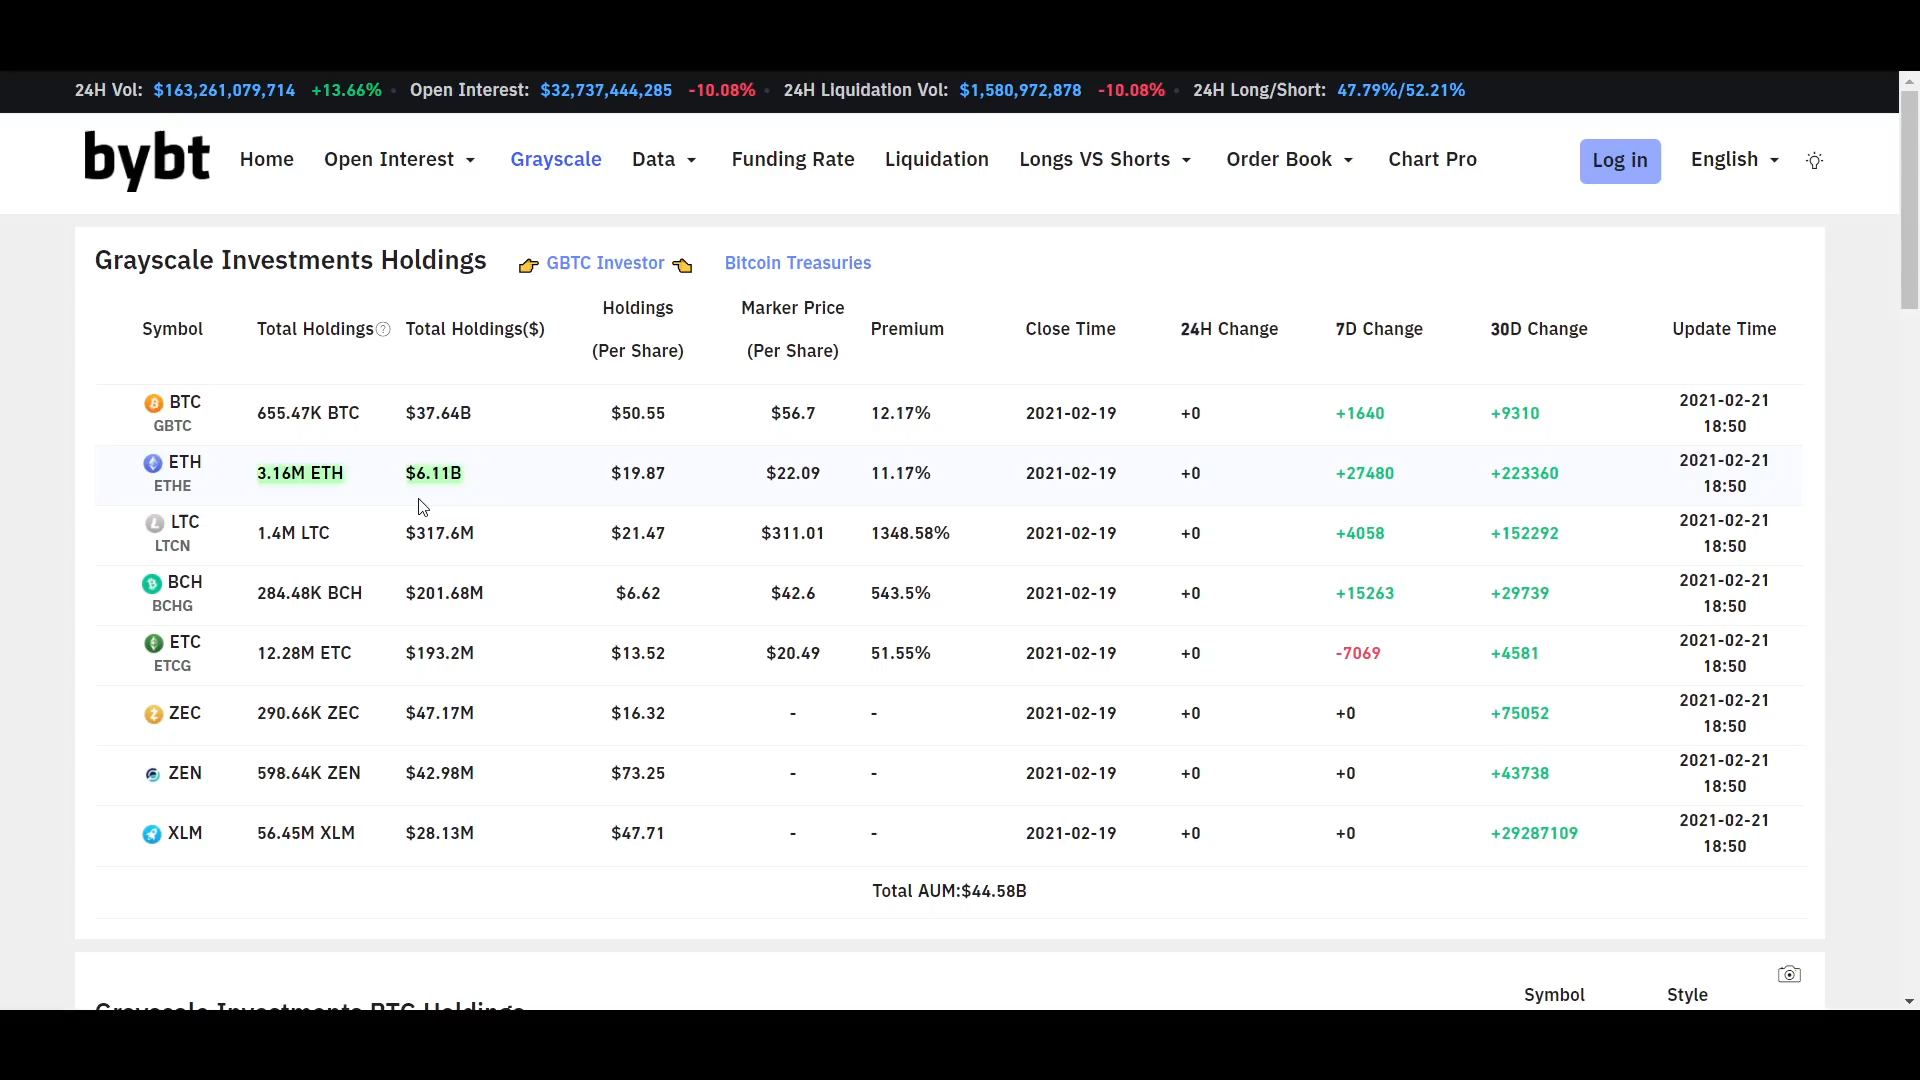 24H Vol: $163,261,079,714 +13.66% • Open Interest: $32,737,444,285 -10.08% • 24H Liquidation Vol: $1,580,972,878 -10.08% • 24H Long/Short: 47.79%/52.21%
bybt Home Open Interest Grayscale Data Funding Rate Liquidation Longs VS Shorts Order Book Chart Pro Log in English
Grayscale Investments Holdings 👉 GBTC Investor 👈 Bitcoin Treasuries
Symbol Total Holdings Total Holdings($) Holdings (Per Share) Marker Price (Per Share) Premium Close Time 24H Change 7D Change 30D Change Update Time
BTC GBTC 655.47K BTC $37.64B $50.55 $56.7 12.17% 2021-02-19 +0 +1640 +9310 2021-02-21 18:50
ETH ETHE 3.16M ETH $6.11B $19.87 $22.09 11.17% 2021-02-19 +0 +27480 +223360 2021-02-21 18:50
LTC LTCN 1.4M LTC $317.6M $21.47 $311.01 1348.58% 2021-02-19 +0 +4058 +152292 2021-02-21 18:50
BCH BCHG 284.48K BCH $201.68M $6.62 $42.6 543.5% 2021-02-19 +0 +15263 +29739 2021-02-21 18:50
ETC ETCG 12.28M ETC $193.2M $13.52 $20.49 51.55% 2021-02-19 +0 -7069 +4581 2021-02-21 18:50
ZEC 290.66K ZEC $47.17M $16.32 - - 2021-02-19 +0 +0 +75052 2021-02-21 18:50
ZEN 598.64K ZEN $42.98M $73.25 - - 2021-02-19 +0 +0 +43738 2021-02-21 18:50
XLM 56.45M XLM $28.13M $47.71 - - 2021-02-19 +0 +0 +29287109 2021-02-21 18:50
Total AUM:$44.58B
Symbol Style
Grayscale Investments BTC Holdings